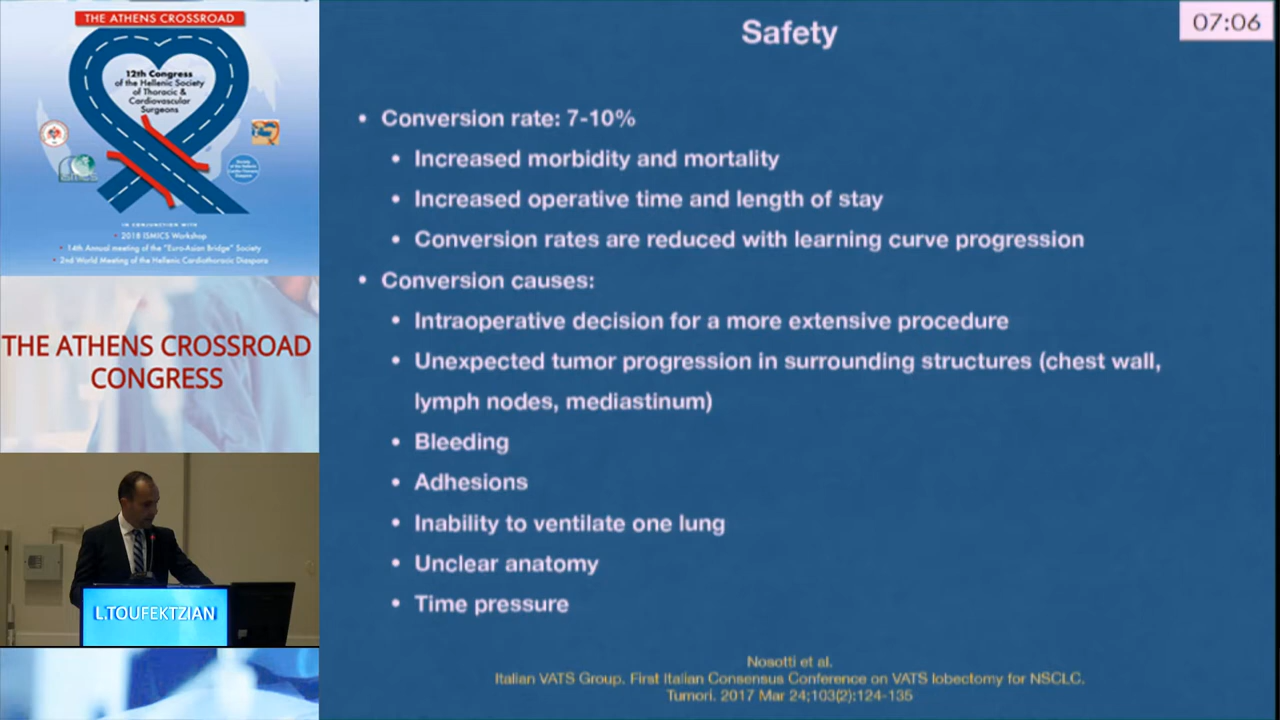 THE ATHENS CROSSROAD
12th Congress
of the Hellenic Society
of Thoracic &
Cardiovascular
Surgeons
ISMICS
IN CONJUNCTION WITH
• 2018 ISMICS Workshop
• 14th Annual meeting of the "Euro-Asian Bridge" Society
• 2nd World Meeting of the Hellenic Cardiothoracic Diaspora
THE ATHENS CROSSROAD
CONGRESS
L.TOUFEKTZIAN
07:06
Safety
• Conversion rate: 7-10%
• Increased morbidity and mortality
• Increased operative time and length of stay
• Conversion rates are reduced with learning curve progression
• Conversion causes:
• Intraoperative decision for a more extensive procedure
• Unexpected tumor progression in surrounding structures (chest wall,
lymph nodes, mediastinum)
• Bleeding
• Adhesions
• Inability to ventilate one lung
• Unclear anatomy
• Time pressure
Nosotti et al.
Italian VATS Group. First Italian Consensus Conference on VATS lobectomy for NSCLC.
Tumori. 2017 Mar 24;103(2):124-135